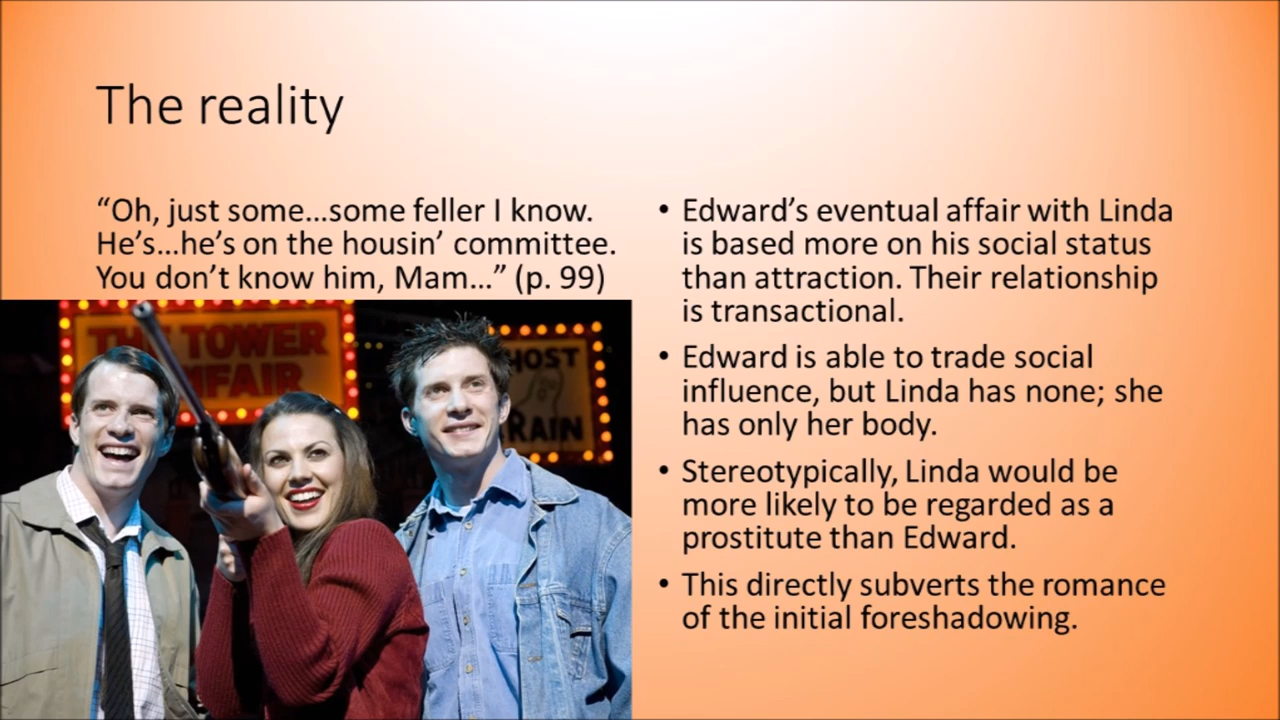 The reality
“Oh, just some…some feller I know.
He’s…he’s on the housin’ committee.
You don’t know him, Mam…” (p. 99)
THE TOWER
NFAIR
HOST
RAIN
• Edward’s eventual affair with Linda
is based more on his social status
than attraction. Their relationship
is transactional.
• Edward is able to trade social
influence, but Linda has none; she
has only her body.
• Stereotypically, Linda would be
more likely to be regarded as a
prostitute than Edward.
• This directly subverts the romance
of the initial foreshadowing.